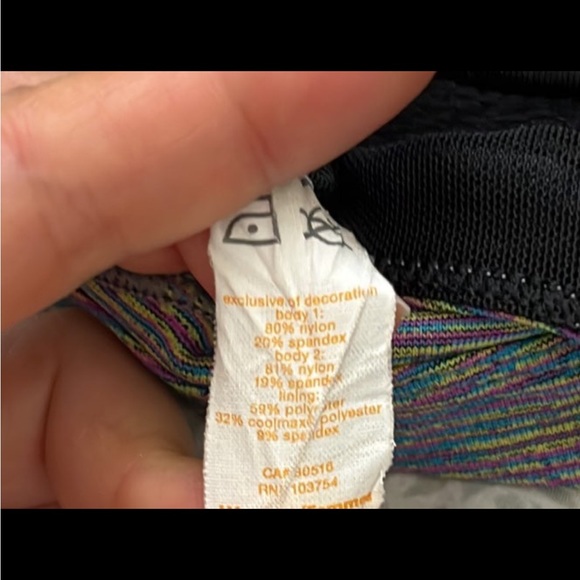 exclusive of decoration
body 1:
80% nylon
20% spandex
body 2:
81% nylon
19% spandex
lining:
59% polyester
32% coolmax® polyester
9% spandex
CA# 30516
RN# 103754